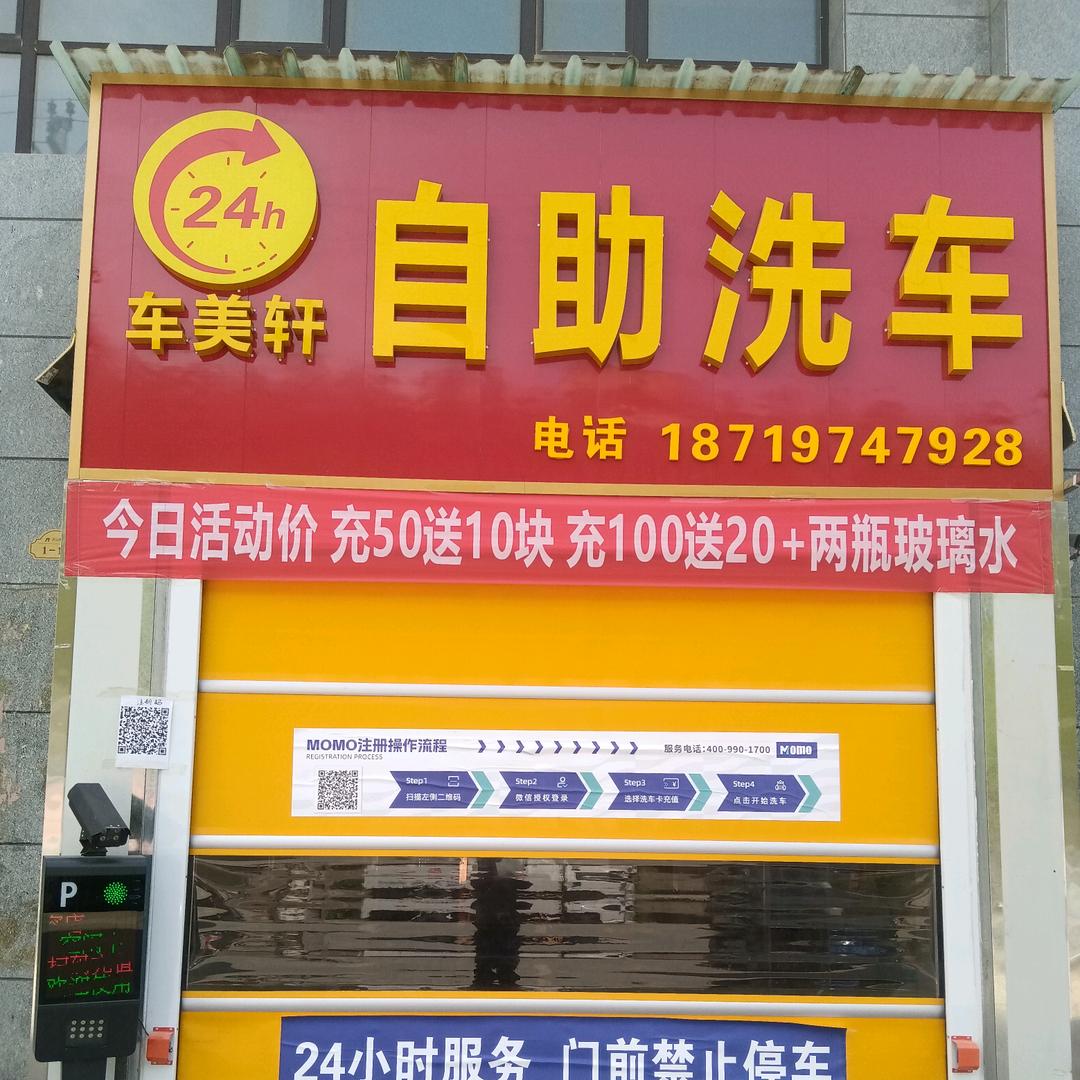 24h
车美轩
自助洗车
电话 18719747928
今日活动价 充50送10块 充100送20+两瓶玻璃水
MOMO注册操作流程
REGISTRATION PROCESS
服务电话:400-990-1700 Momo
Step1
扫描左侧二维码
Step2
微信授权登录
Step3
选择洗车卡充值
Step4
点击开始洗车
P
24小时服务 门前禁止停车